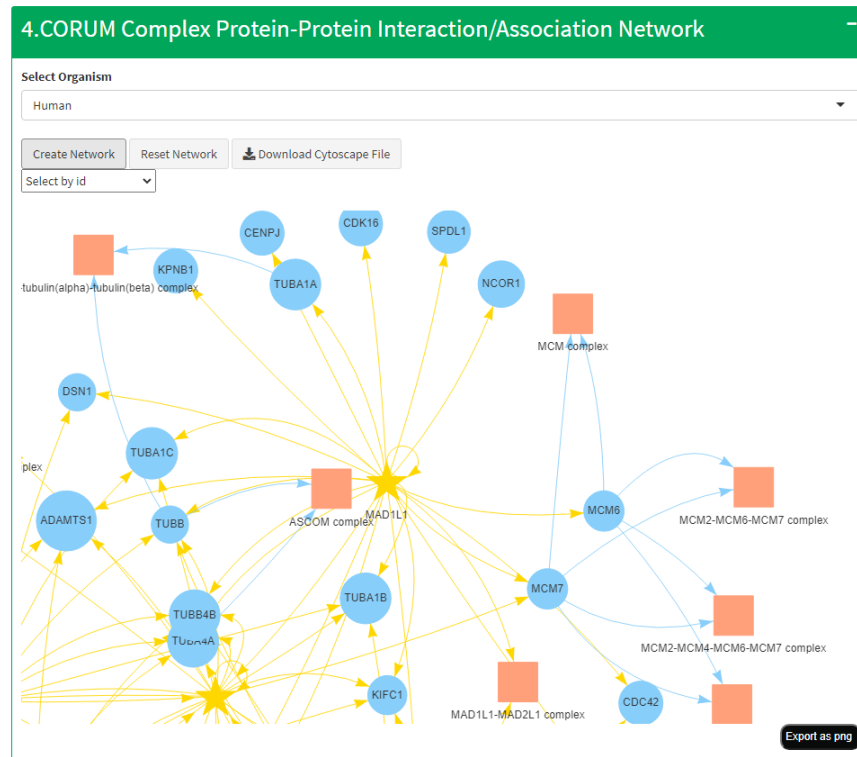 4.CORUM Complex Protein-Protein Interaction/Association Network
Select Organism
Human
Create Network
Reset Network
Download Cytoscape File
Select by id
CDK16
SPDL1
CENPJ
KPNB1
TUBA1A
NCOR1
-tubulin(alpha)-tubulin(beta) complex
MCM complex
DSN1
TUBA1C
plex
ADAMTS1
TUBB
ASCOM complex
MAD1L1
MCM6
MCM2-MCM6-MCM7 complex
MCM7
TUBA1B
TUBB4B
TUBA4A
MCM2-MCM4-MCM6-MCM7 complex
KIFC1
MAD1L1-MAD2L1 complex
CDC42
Export as png